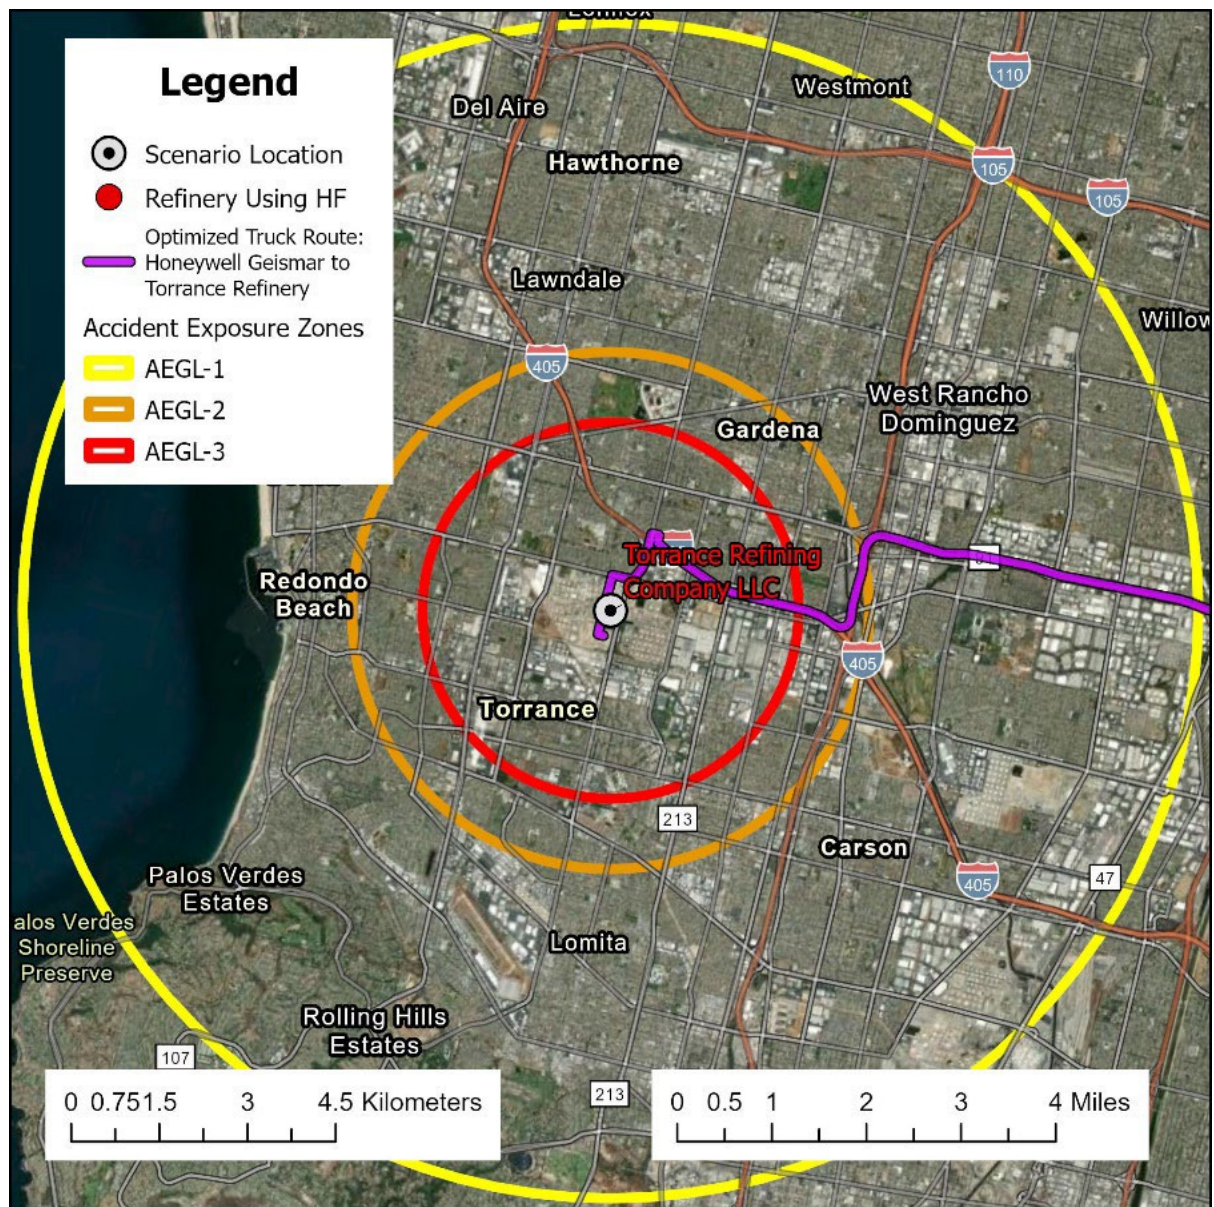 Legend
Scenario Location
Refinery Using HF
Optimized Truck Route:
Honeywell Geismar to
Torrance Refinery
Accident Exposure Zones
AEGL-1
AEGL-2
AEGL-3
Westmont
110
Del Aire
Hawthorne
105
105
Lawndale
Willow
405
West Rancho
Dominguez
Gardena
Torrance Refining
Company LLC
Redondo
Beach
405
Torrance
213
Carson
405
47
Palos Verdes
Estates
alos Verdes
Shoreline
Preserve
Lomita
Rolling Hills
Estates
107
213
0 0.75 1.5 3 4.5 Kilometers
0 0.5 1 2 3 4 Miles